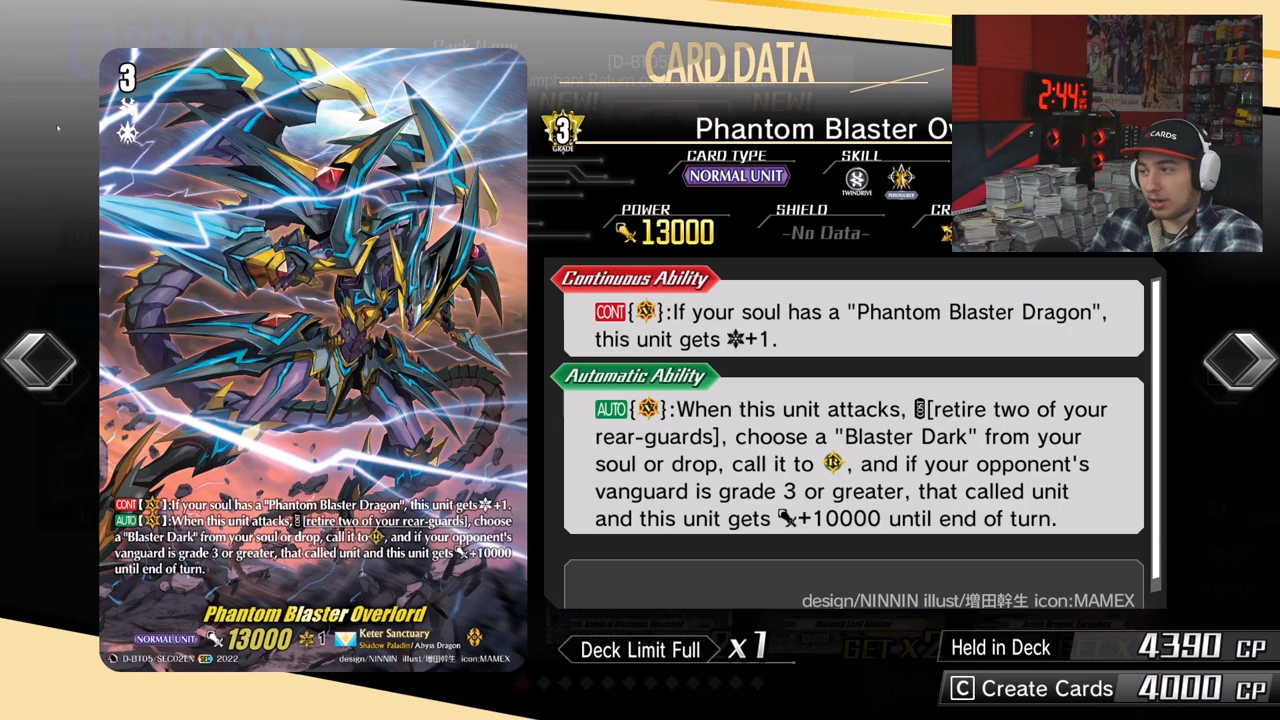 CARD DATA
[D-BT05]
NEW!
NEW!
3
GRADE
Phantom Blaster Ov
CARD TYPE
SKILL
NORMAL UNIT
TWINDRIVE
PERSONA RIDE
POWER
SHIELD
CR
13000
-No Data-
2:44
CARDS
Continuous Ability
CONT{ }:If your soul has a "Phantom Blaster Dragon",
this unit gets +1.
Automatic Ability
AUTO{ }:When this unit attacks, [retire two of your
rear-guards], choose a "Blaster Dark" from your
soul or drop, call it to R, and if your opponent's
vanguard is grade 3 or greater, that called unit
and this unit gets +10000 until end of turn.
design/NINNIN illust/増田幹生 icon:MAMEX
Deck Limit Full x1
Held in Deck 4390 CP
C Create Cards 4000 CP
3
CONT【 】:If your soul has a "Phantom Blaster Dragon", this unit gets +1.
AUTO【 】:When this unit attacks, [retire two of your rear-guards], choose
a "Blaster Dark" from your soul or drop, call it to R, and if your opponent's
vanguard is grade 3 or greater, that called unit and this unit gets +10000
until end of turn.
Phantom Blaster Overlord
NORMAL UNIT 13000 1 Keter Sanctuary
Shadow Paladin/Abyss Dragon
D-BT05/SEC02EN SEC 2022 design/NINNIN illust/増田幹生 icon:MAMEX